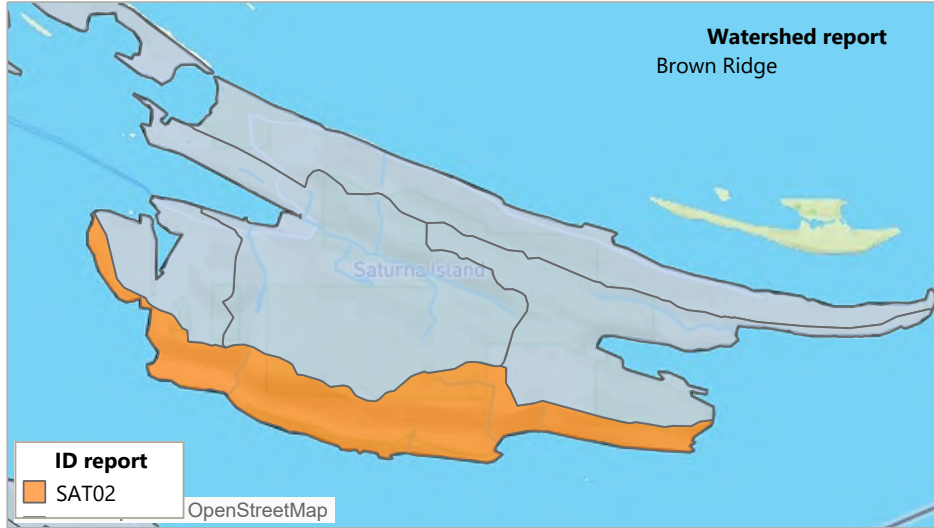 Watershed report
Brown Ridge
Saturna Island
ID report
SAT02
OpenStreetMap